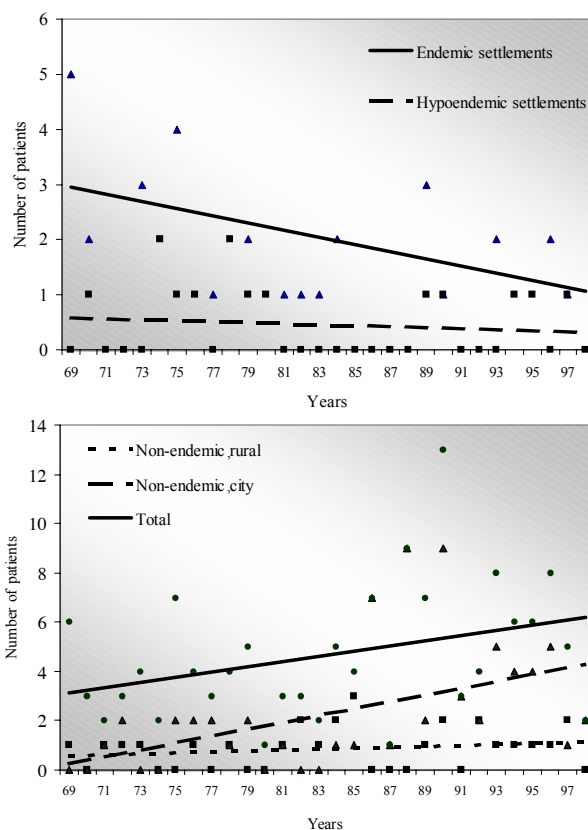 6
Endemic settlements
5
Hypoendemic settlements
4
3
2
1
0
Number of patients
69 71 73 75 77 79 81 83 85 87 89 91 93 95 97
Years
14
Non-endemic,rural
12
Non-endemic,city
10
Total
8
6
4
2
0
Number of patients
69 71 73 75 77 79 81 83 85 87 89 91 93 95 97
Years